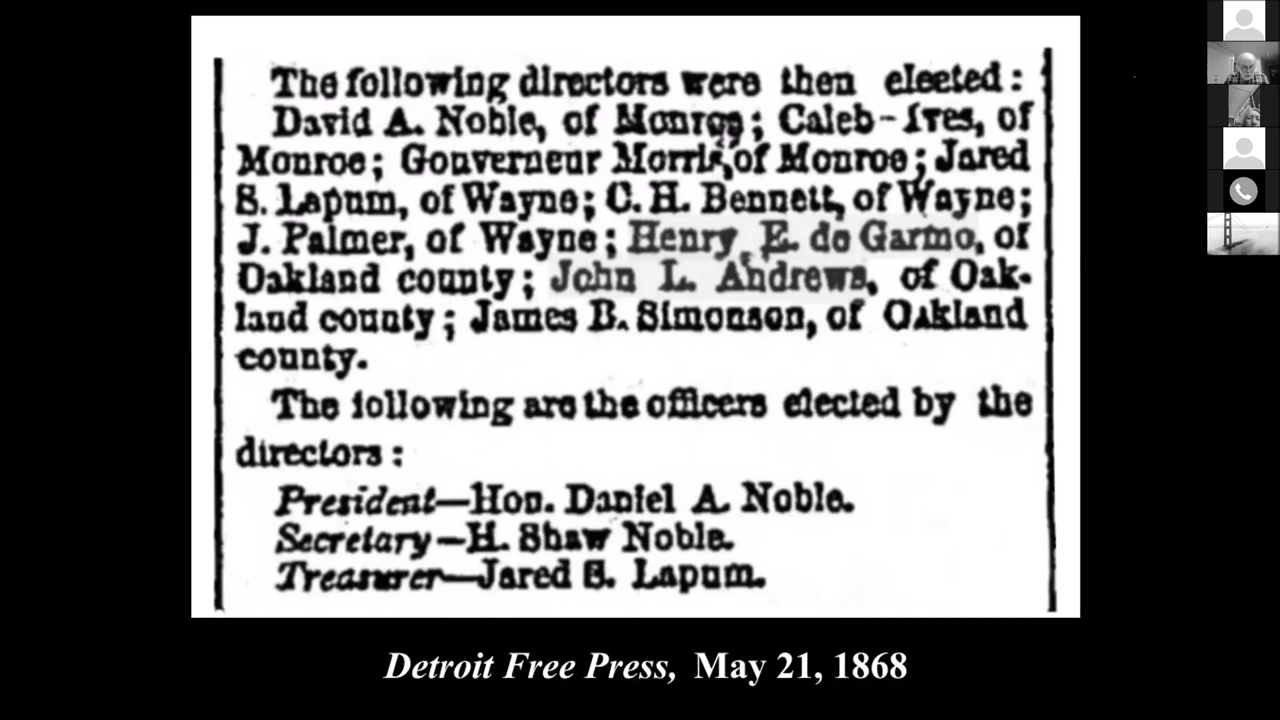 The following directors were then elected:
David A. Noble, of Monroe; Caleb Ives, of
Monroe; Gouverneur Morris, of Monroe; Jared
S. Lapum, of Wayne; C. H. Bennett, of Wayne;
J. Palmer, of Wayne; Henry E. de Garmo, of
Oakland county; John L. Andrews, of Oak-
land county; James B. Simonson, of Oakland
county.
The following are the officers elected by the
directors:
President—Hon. Daniel A. Noble.
Secretary—H. Shaw Noble.
Treasurer—Jared S. Lapum.
Detroit Free Press, May 21, 1868